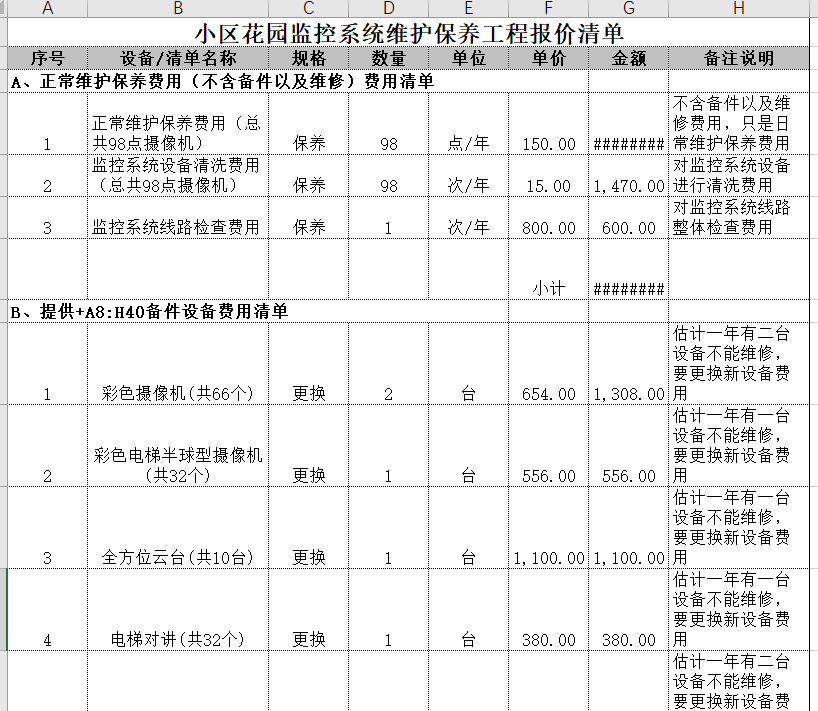 A B C D E F G H
小区花园监控系统维护保养工程报价清单
序号 设备/清单名称 规格 数量 单位 单价 金额 备注说明
A、正常维护保养费用（不含备件以及维修）费用清单
1 正常维护保养费用（总共98点摄像机） 保养 98 点/年 150.00 ######## 不含备件以及维修费用，只是日常维护保养费用
2 监控系统设备清洗费用（总共98点摄像机） 保养 98 次/年 15.00 1,470.00 对监控系统设备进行清洗费用
3 监控系统线路检查费用 保养 1 次/年 800.00 600.00 对监控系统线路整体检查费用
小计 ########
B、提供+A8:H40备件设备费用清单
1 彩色摄像机(共66个) 更换 2 台 654.00 1,308.00 估计一年有二台设备不能维修，要更换新设备费用
2 彩色电梯半球型摄像机(共32个) 更换 1 台 556.00 556.00 估计一年有一台设备不能维修，要更换新设备费用
3 全方位云台(共10台) 更换 1 台 1,100.00 1,100.00 估计一年有一台设备不能维修，要更换新设备费用
4 电梯对讲(共32个) 更换 1 台 380.00 380.00 估计一年有一台设备不能维修，要更换新设备费用
估计一年有二台设备不能维修，要更换新设备费